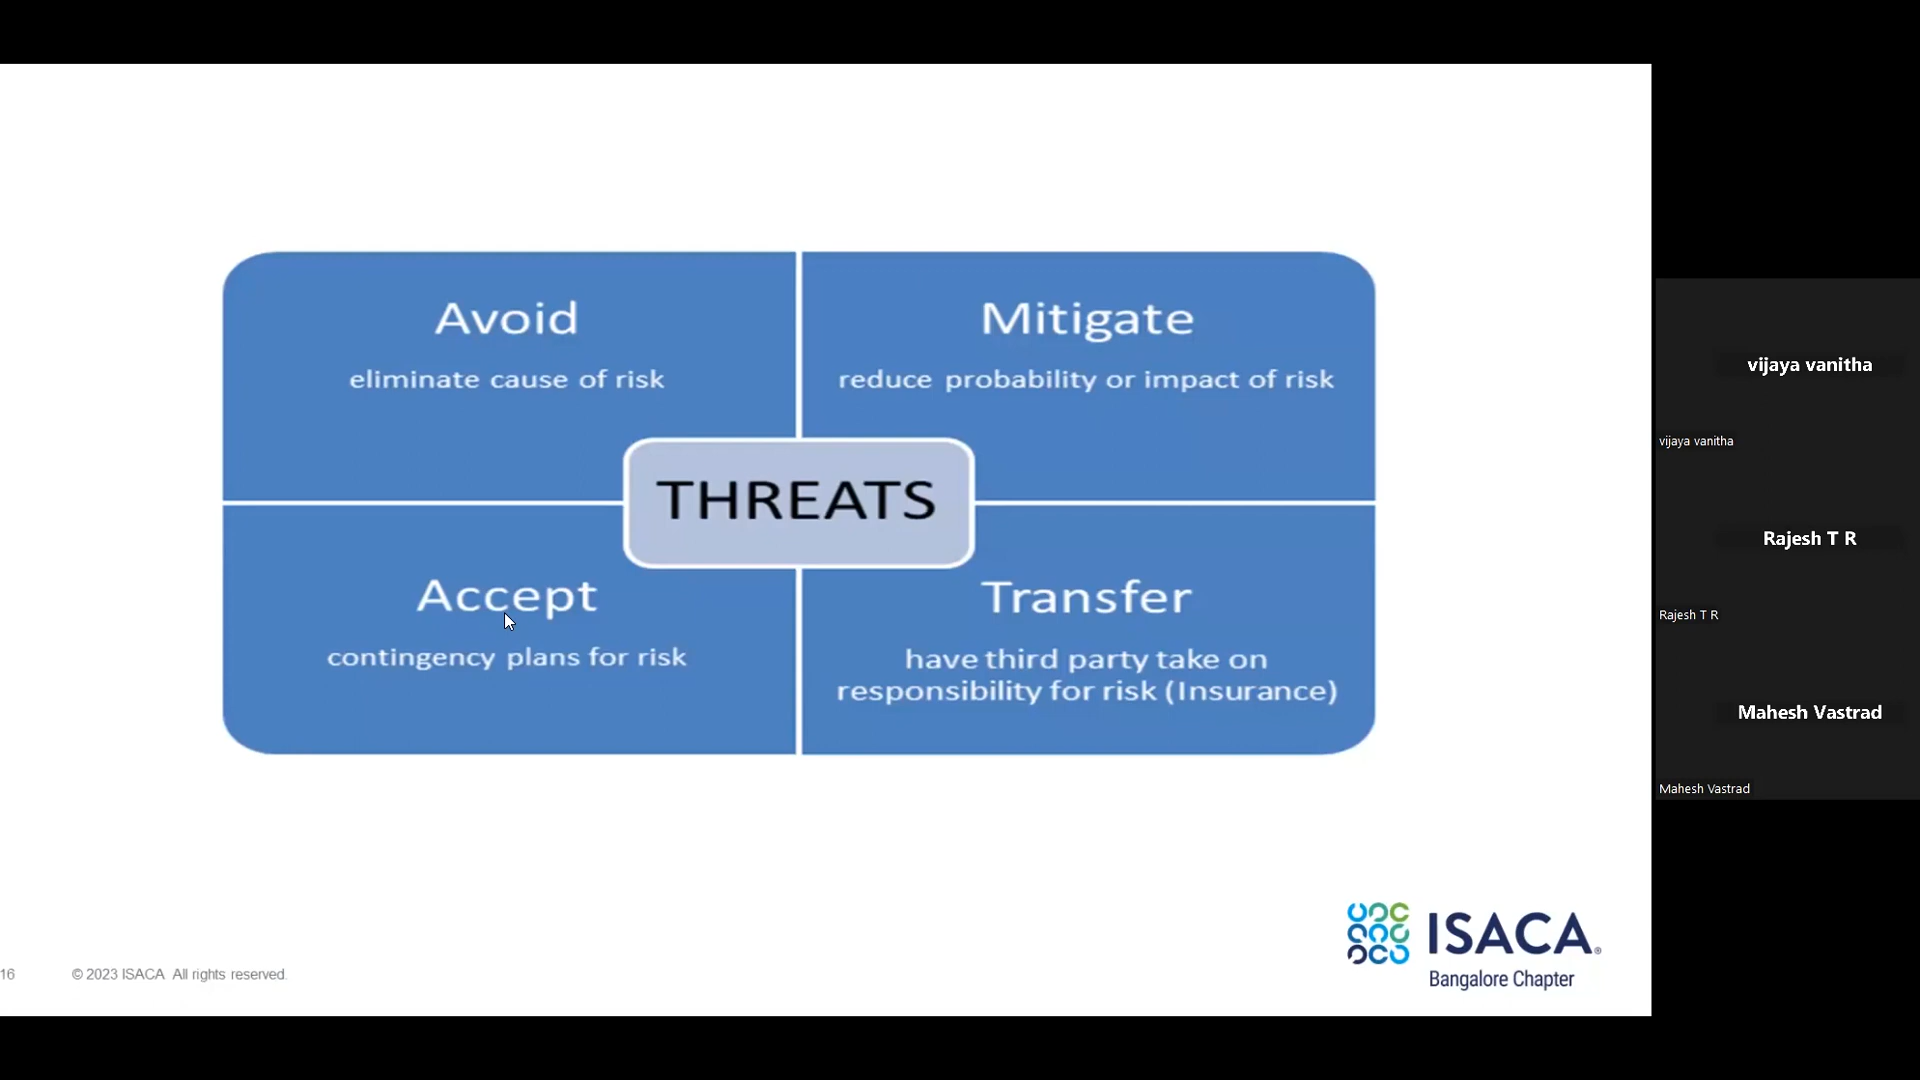 Avoid
eliminate cause of risk
Mitigate
reduce probability or impact of risk
THREATS
Accept
contingency plans for risk
Transfer
have third party take on
responsibility for risk (Insurance)
16
© 2023 ISACA All rights reserved.
ISACA®
Bangalore Chapter
vijaya vanitha
vijaya vanitha
Rajesh T R
Rajesh T R
Mahesh Vastrad
Mahesh Vastrad